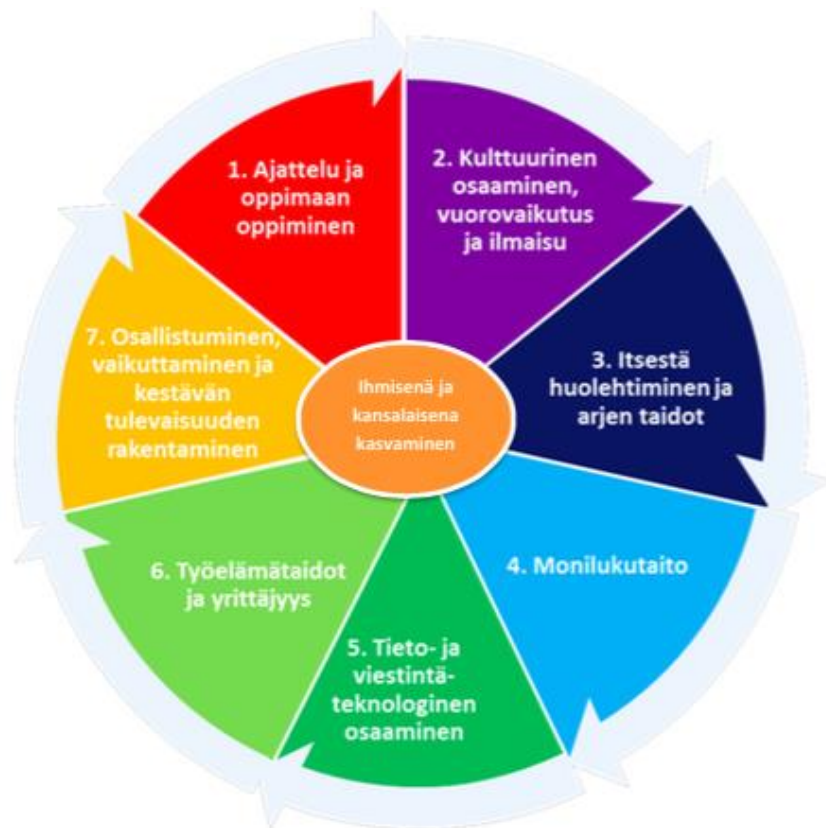 1. Ajattelu ja
oppimaan
oppiminen
2. Kulttuurinen
osaaminen,
vuorovaikutus
ja ilmaisu
3. Itsestä
huolehtiminen ja
arjen taidot
4. Monilukutaito
5. Tieto- ja
viestintä-
teknologinen
osaaminen
6. Työelämätaidot
ja yrittäjyys
7. Osallistuminen,
vaikuttaminen ja
kestävän
tulevaisuuden
rakentaminen
Ihmisenä ja
kansalaisena
kasvaminen